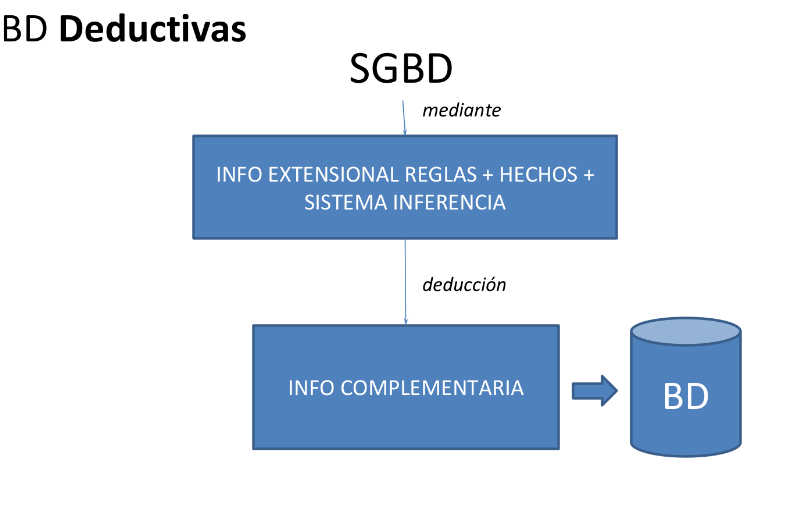 BD Deductivas
SGBD
mediante
INFO EXTENSIONAL REGLAS + HECHOS +
SISTEMA INFERENCIA
deducción
INFO COMPLEMENTARIA
BD